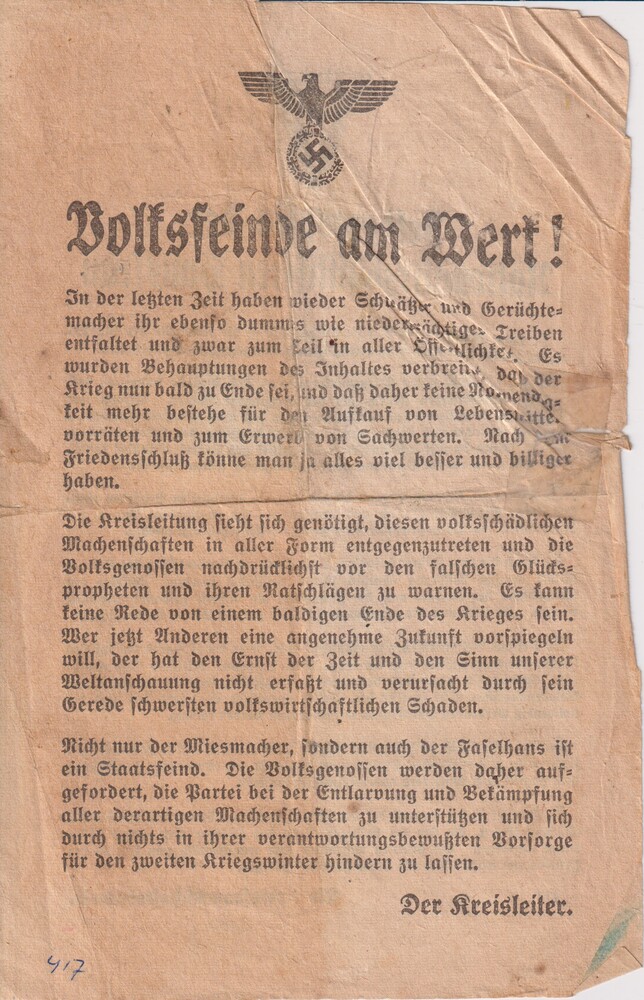 Volksfeinde am Werk!
In der letzten Zeit haben wieder Schwätzer und Gerüchte-
macher ihr ebenso dummes wie niederträchtiges Treiben
entfaltet und zwar zum Teil in aller Öffentlichkeit. Es
wurden Behauptungen des Inhaltes verbreitet, daß der
Krieg nun bald zu Ende sei, und daß daher keine Notwendig-
keit mehr bestehe für den Aufkauf von Lebensmittel-
vorräten und zum Erwerb von Sachwerten. Nach dem
Friedensschluß könne man ja alles viel besser und billiger
haben.
Die Kreisleitung sieht sich genötigt, diesen volksschädlichen
Machenschaften in aller Form entgegenzutreten und die
Volksgenossen nachdrücklichst vor den falschen Glücks-
propheten und ihren Ratschlägen zu warnen. Es kann
keine Rede von einem baldigen Ende des Krieges sein.
Wer jetzt Anderen eine angenehme Zukunft vorspiegeln
will, der hat den Ernst der Zeit und den Sinn unserer
Weltanschauung nicht erfaßt und verursacht durch sein
Gerede schwersten volkswirtschaftlichen Schaden.
Nicht nur der Miesmacher, sondern auch der Faselhans ist
ein Staatsfeind. Die Volksgenossen werden daher auf-
gefordert, die Partei bei der Entlarvung und Bekämpfung
aller derartigen Machenschaften zu unterstützen und sich
durch nichts in ihrer verantwortungsbewußten Vorsorge
für den zweiten Kriegswinter hindern zu lassen.
Der Kreisleiter.
417